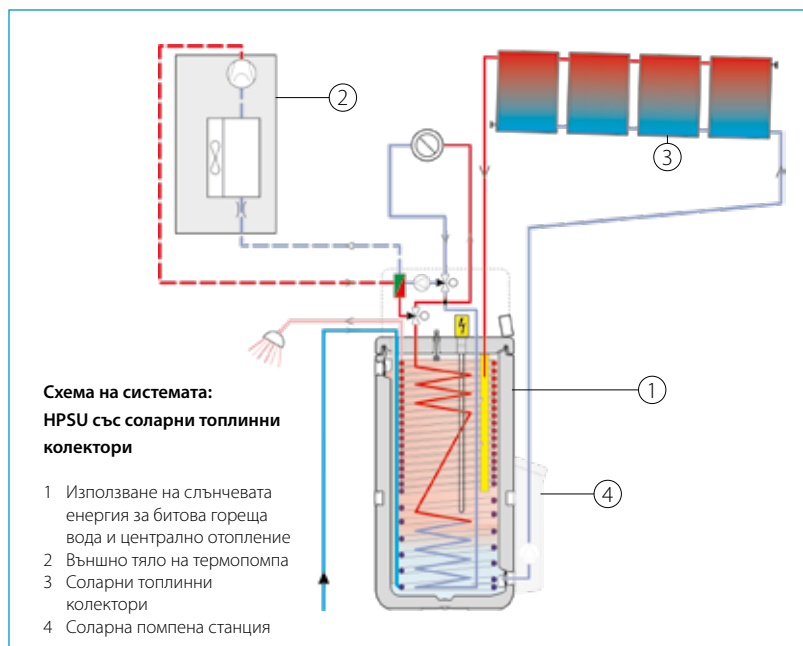 2
3
1
4
Схема на системата:
HPSU със соларни топлинни
колектори
1 Използване на слънчевата
енергия за битова гореща
вода и централно отопление
2 Външно тяло на термопомпа
3 Соларни топлинни
колектори
4 Соларна помпена станция